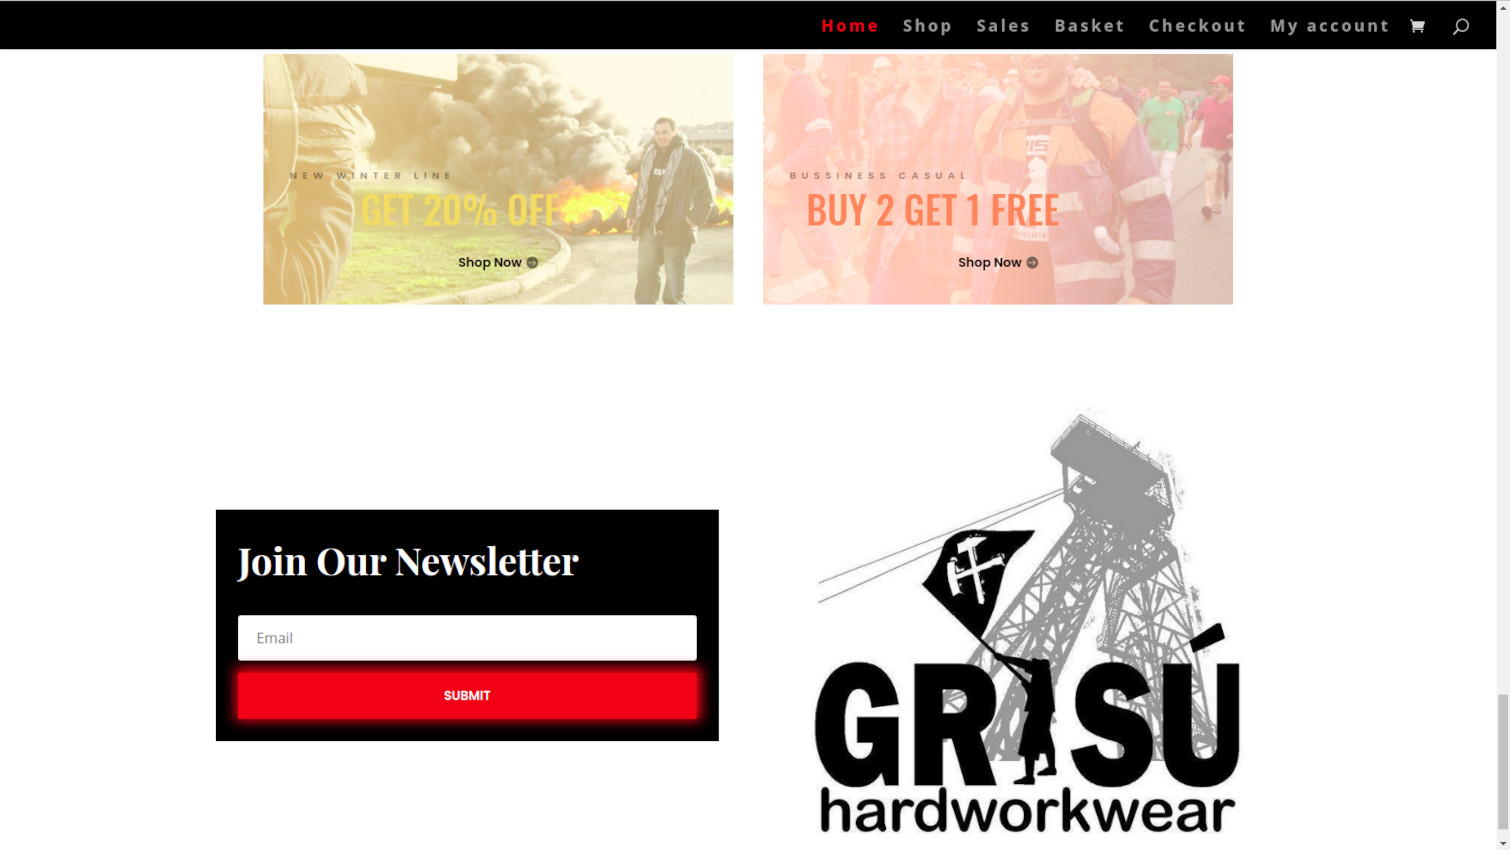 Home Shop Sales Basket Checkout My account
NEW WINTER LINE
GET 20% OFF
Shop Now
BUSSINESS CASUAL
BUY 2 GET 1 FREE
Shop Now
Join Our Newsletter
Email
SUBMIT
GRISÚ
hardworkwear